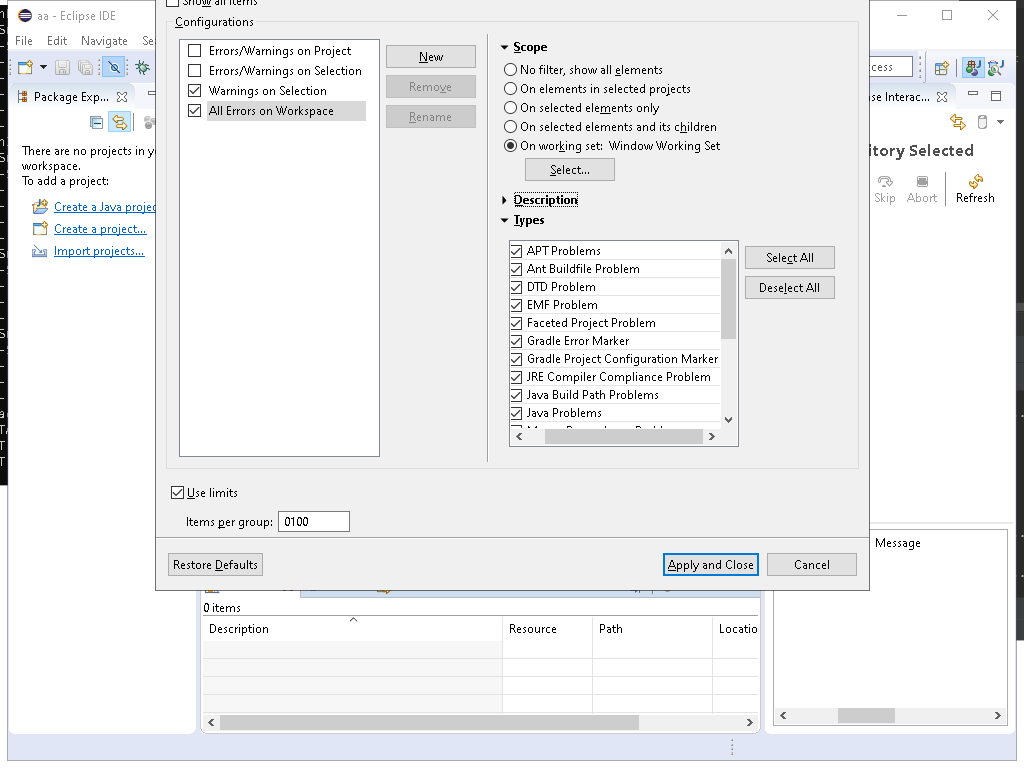 aa - Eclipse IDE
File Edit Navigate Se
Show all items
Configurations
Errors/Warnings on Project
Errors/Warnings on Selection
Warnings on Selection
All Errors on Workspace
New
Remove
Rename
Scope
No filter, show all elements
On elements in selected projects
On selected elements only
On selected elements and its children
On working set: Window Working Set
Select...
Description
Types
APT Problems
Ant Buildfile Problem
DTD Problem
EMF Problem
Faceted Project Problem
Gradle Error Marker
Gradle Project Configuration Marker
JRE Compiler Compliance Problem
Java Build Path Problems
Java Problems
Select All
Deselect All
Use limits
Items per group: 0100
Restore Defaults
Apply and Close
Cancel
Package Exp...
There are no projects in y
workspace.
To add a project:
Create a Java projec
Create a project...
Import projects...
cess
se Interac...
itory Selected
Skip Abort Refresh
Message
0 items
Description Resource Path Locatio